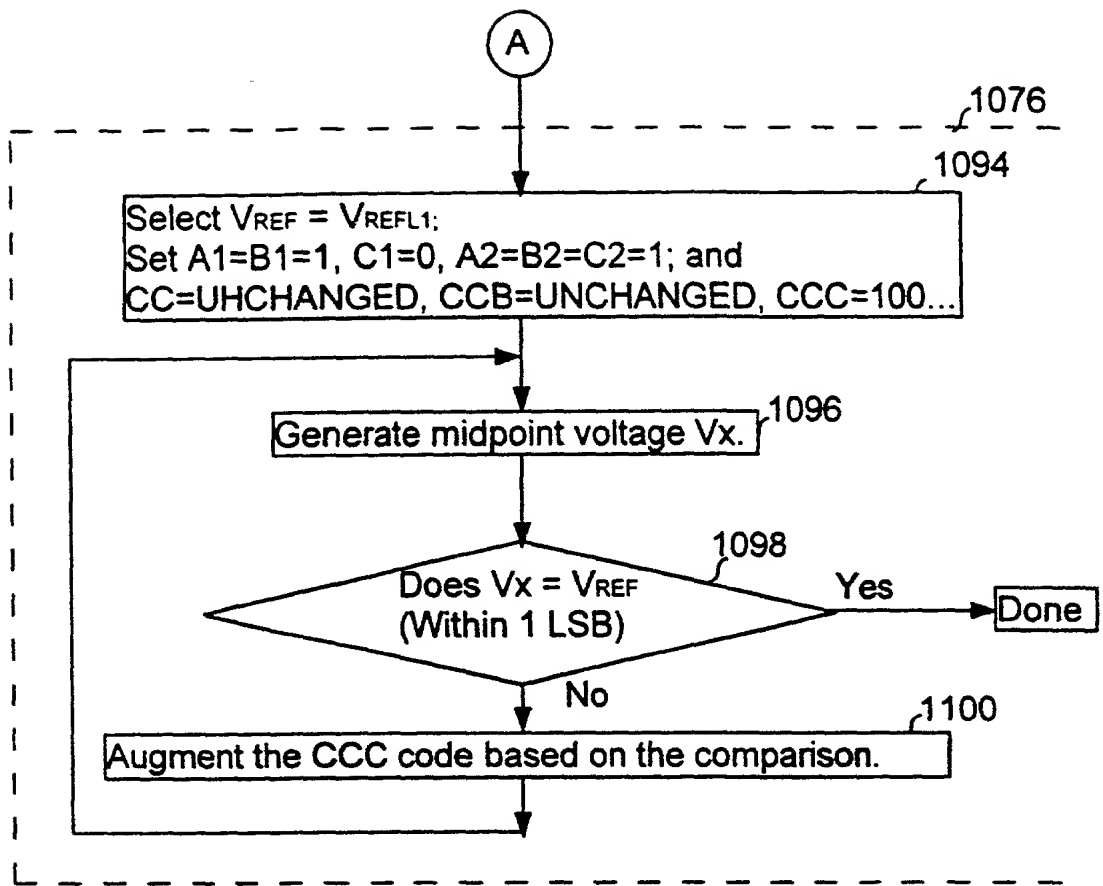 A
1076
1094
Select VREF = VREFL1;
Set A1=B1=1, C1=0, A2=B2=C2=1; and
CC=UHCHANGED, CCB=UNCHANGED, CCC=100...
1096
Generate midpoint voltage Vx.
1098
Does Vx = VREF
(Within 1 LSB)
Yes
Done
No
1100
Augment the CCC code based on the comparison.